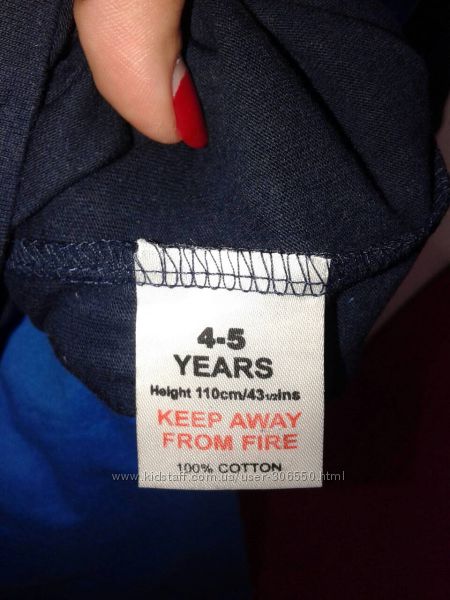 4-5
YEARS
Height 110cm/43 1/2ins
KEEP AWAY
FROM FIRE
100% COTTON
www.kidstaff.com.ua/user-306550.html